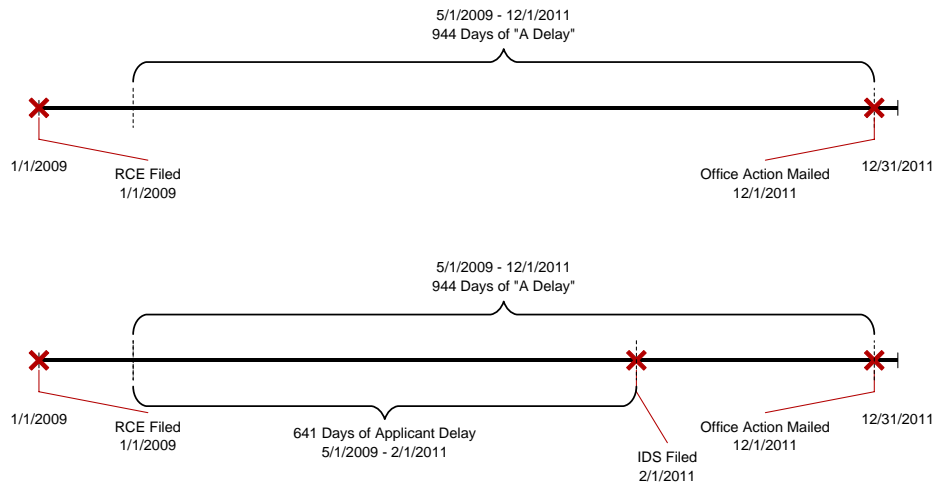 5/1/2009 - 12/1/2011
944 Days of "A Delay"
1/1/2009
RCE Filed
1/1/2009
Office Action Mailed
12/1/2011
12/31/2011
5/1/2009 - 12/1/2011
944 Days of "A Delay"
1/1/2009
RCE Filed
1/1/2009
641 Days of Applicant Delay
5/1/2009 - 2/1/2011
IDS Filed
2/1/2011
Office Action Mailed
12/1/2011
12/31/2011